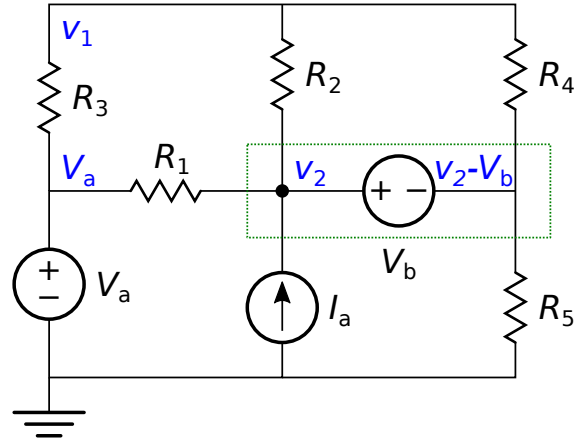 v1
R3
R2
R4
Va
R1
v2
+ −
v2-Vb
Vb
+
−
Va
Ia
R5